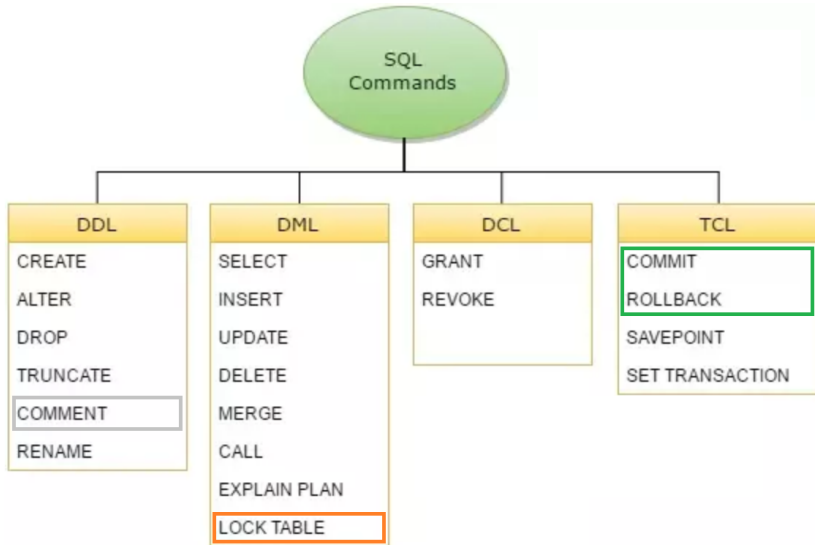 SQL
Commands
DDL
CREATE
ALTER
DROP
TRUNCATE
COMMENT
RENAME
DML
SELECT
INSERT
UPDATE
DELETE
MERGE
CALL
EXPLAIN PLAN
LOCK TABLE
DCL
GRANT
REVOKE
TCL
COMMIT
ROLLBACK
SAVEPOINT
SET TRANSACTION